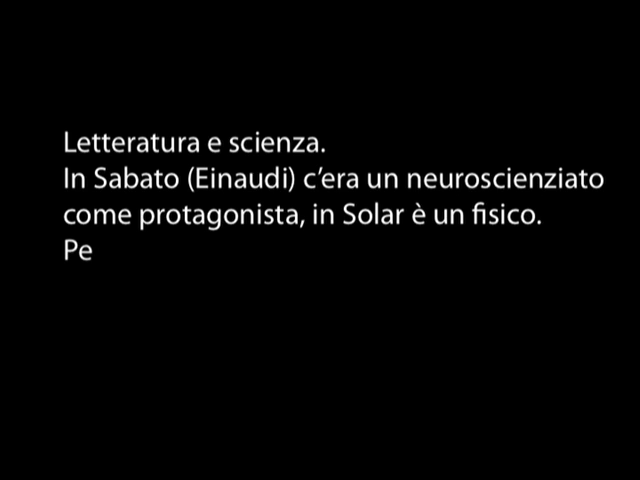 Letteratura e scienza.
In Sabato (Einaudi) c’era un neuroscienziato
come protagonista, in Solar è un fisico.
Pe